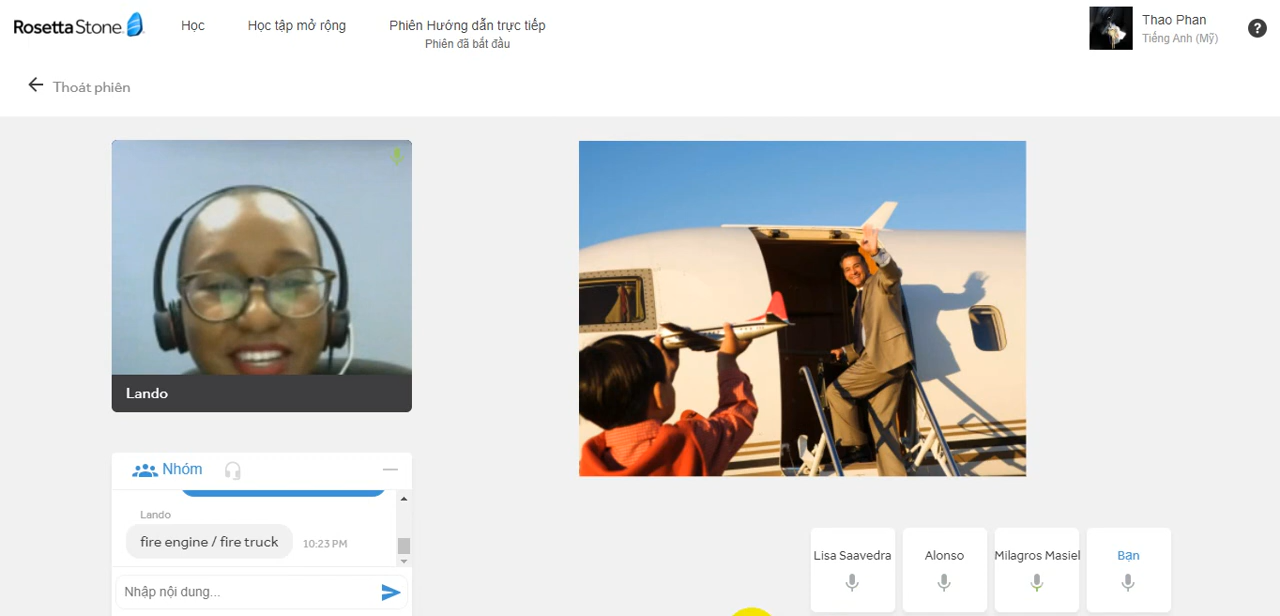 RosettaStone
Học
Học tập mở rộng
Phiên Hướng dẫn trực tiếp
Phiên đã bắt đầu
Thao Phan
Tiếng Anh (Mỹ)
?
Thoát phiên
Lando
Nhóm
Lando
fire engine / fire truck
10:23 PM
Nhập nội dung...
Lisa Saavedra
Alonso
Milagros Masiel
Bạn